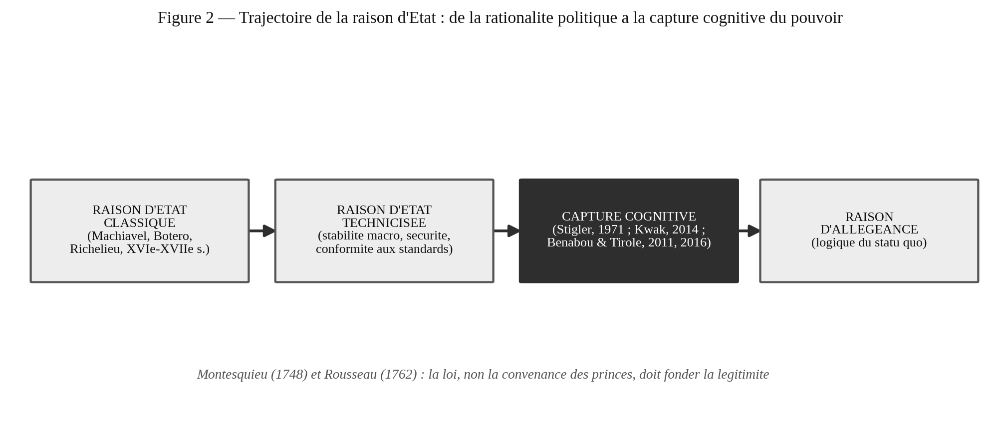 Figure 2 — Trajectoire de la raison d'Etat : de la rationalite politique a la capture cognitive du pouvoir
RAISON D'ETAT
CLASSIQUE
(Machiavel, Botero,
Richelieu, XVIe-XVIIe s.)
RAISON D'ETAT
TECHNICISEE
(stabilite macro, securite,
conformite aux standards)
CAPTURE COGNITIVE
(Stigler, 1971 ; Kwak, 2014 ;
Benabou & Tirole, 2011, 2016)
RAISON
D'ALLEGEANCE
(logique du statu quo)
Montesquieu (1748) et Rousseau (1762) : la loi, non la convenance des princes, doit fonder la legitimite